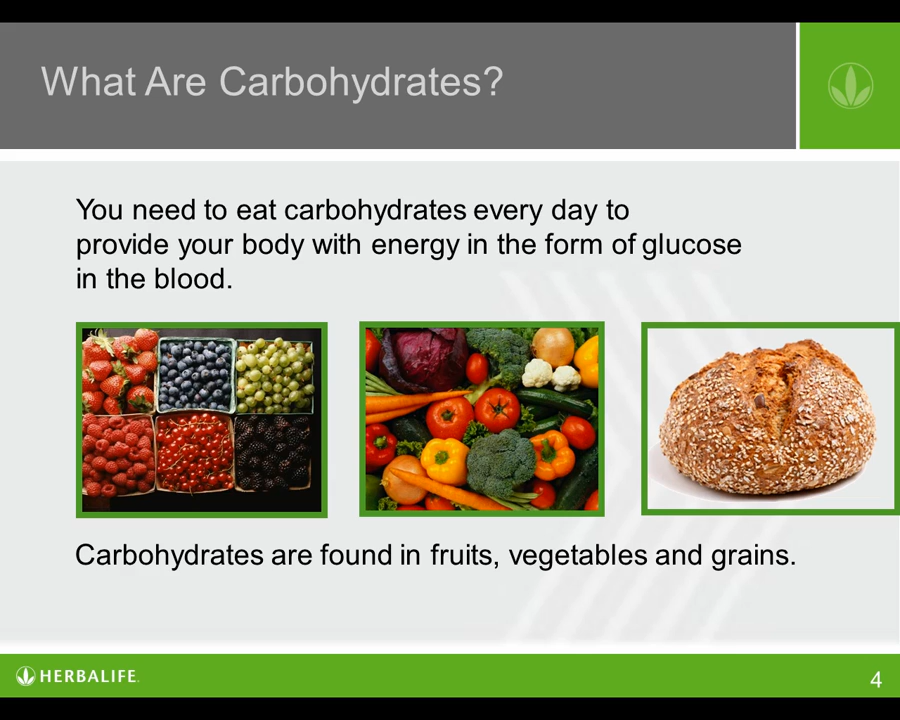 What Are Carbohydrates?
You need to eat carbohydrates every day to
provide your body with energy in the form of glucose
in the blood.
Carbohydrates are found in fruits, vegetables and grains.
HERBALIFE.
4